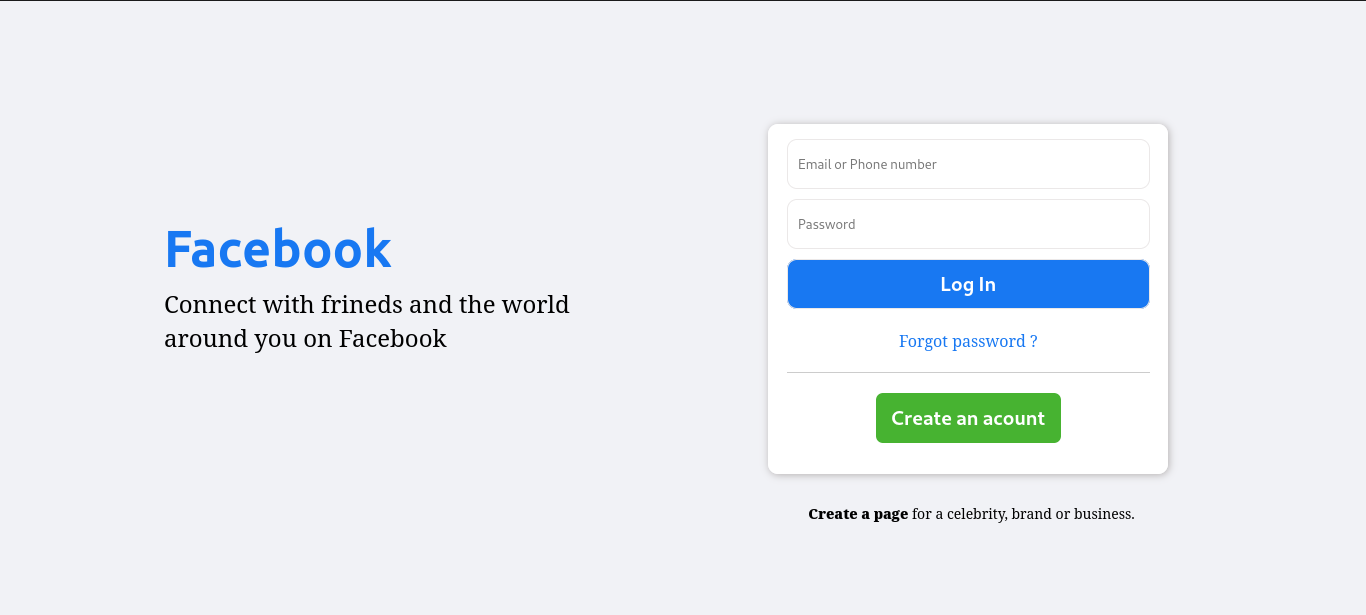 Facebook
Connect with frineds and the world
around you on Facebook
Email or Phone number
Password
Log In
Forgot password ?
Create an acount
Create a page for a celebrity, brand or business.